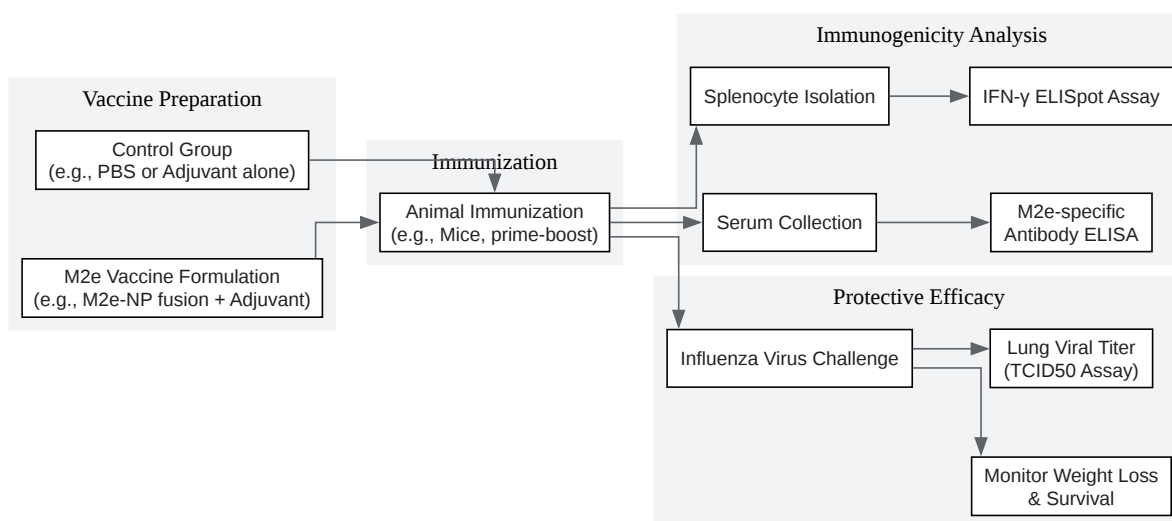 Vaccine Preparation
Control Group
(e.g., PBS or Adjuvant alone)
M2e Vaccine Formulation
(e.g., M2e-NP fusion + Adjuvant)
Immunization
Animal Immunization
(e.g., Mice, prime-boost)
Immunogenicity Analysis
Splenocyte Isolation
IFN-γ ELISpot Assay
Serum Collection
M2e-specific
Antibody ELISA
Protective Efficacy
Influenza Virus Challenge
Lung Viral Titer
(TCID50 Assay)
Monitor Weight Loss
& Survival